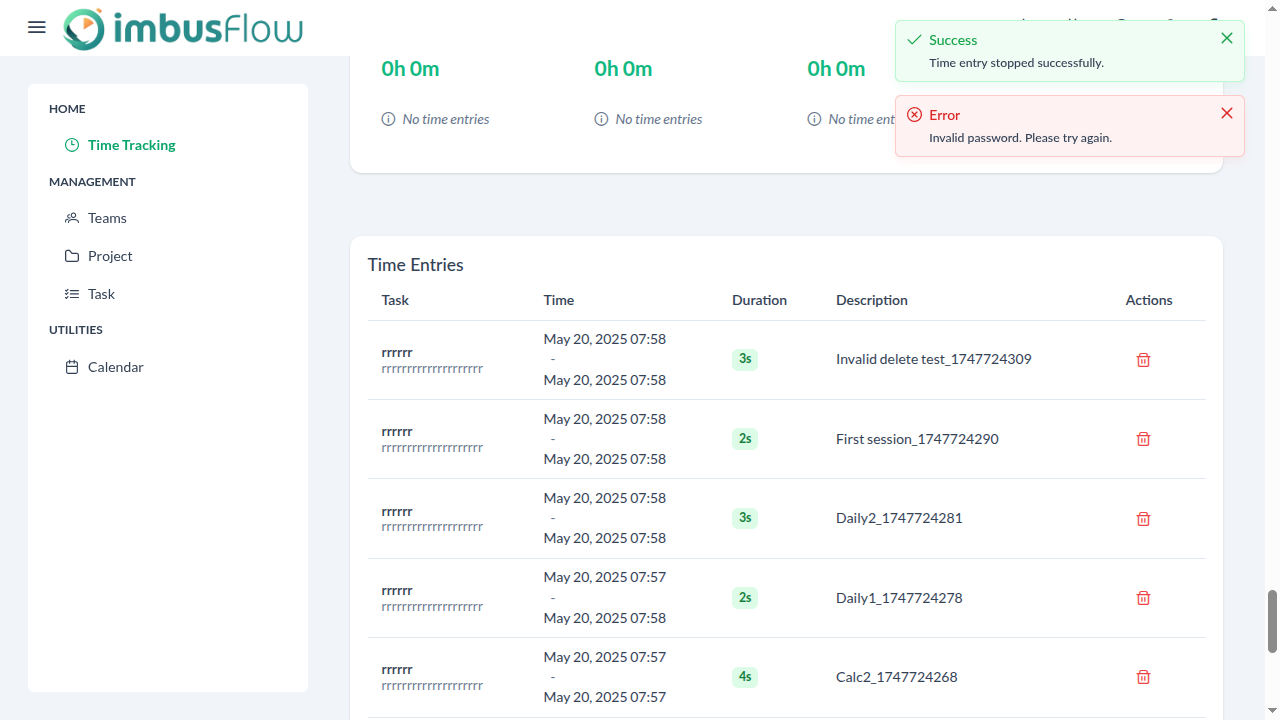 imbusFlow
Success
Time entry stopped successfully.
Error
Invalid password. Please try again.
HOME
Time Tracking
MANAGEMENT
Teams
Project
Task
UTILITIES
Calendar
0h 0m 0h 0m 0h 0m
No time entries No time entries No time ent
Time Entries
Task Time Duration Description Actions
May 20, 2025 07:58
rrrrrr - 3s Invalid delete test_1747724309
rrrrrrrrrrrrrrrrrrrr
May 20, 2025 07:58
May 20, 2025 07:58
rrrrrr - 2s First session_1747724290
rrrrrrrrrrrrrrrrrrrr
May 20, 2025 07:58
May 20, 2025 07:58
rrrrrr - 3s Daily2_1747724281
rrrrrrrrrrrrrrrrrrrr
May 20, 2025 07:58
May 20, 2025 07:57
rrrrrr - 2s Daily1_1747724278
rrrrrrrrrrrrrrrrrrrr
May 20, 2025 07:58
May 20, 2025 07:57
rrrrrr - 4s Calc2_1747724268
rrrrrrrrrrrrrrrrrrrr
May 20, 2025 07:57